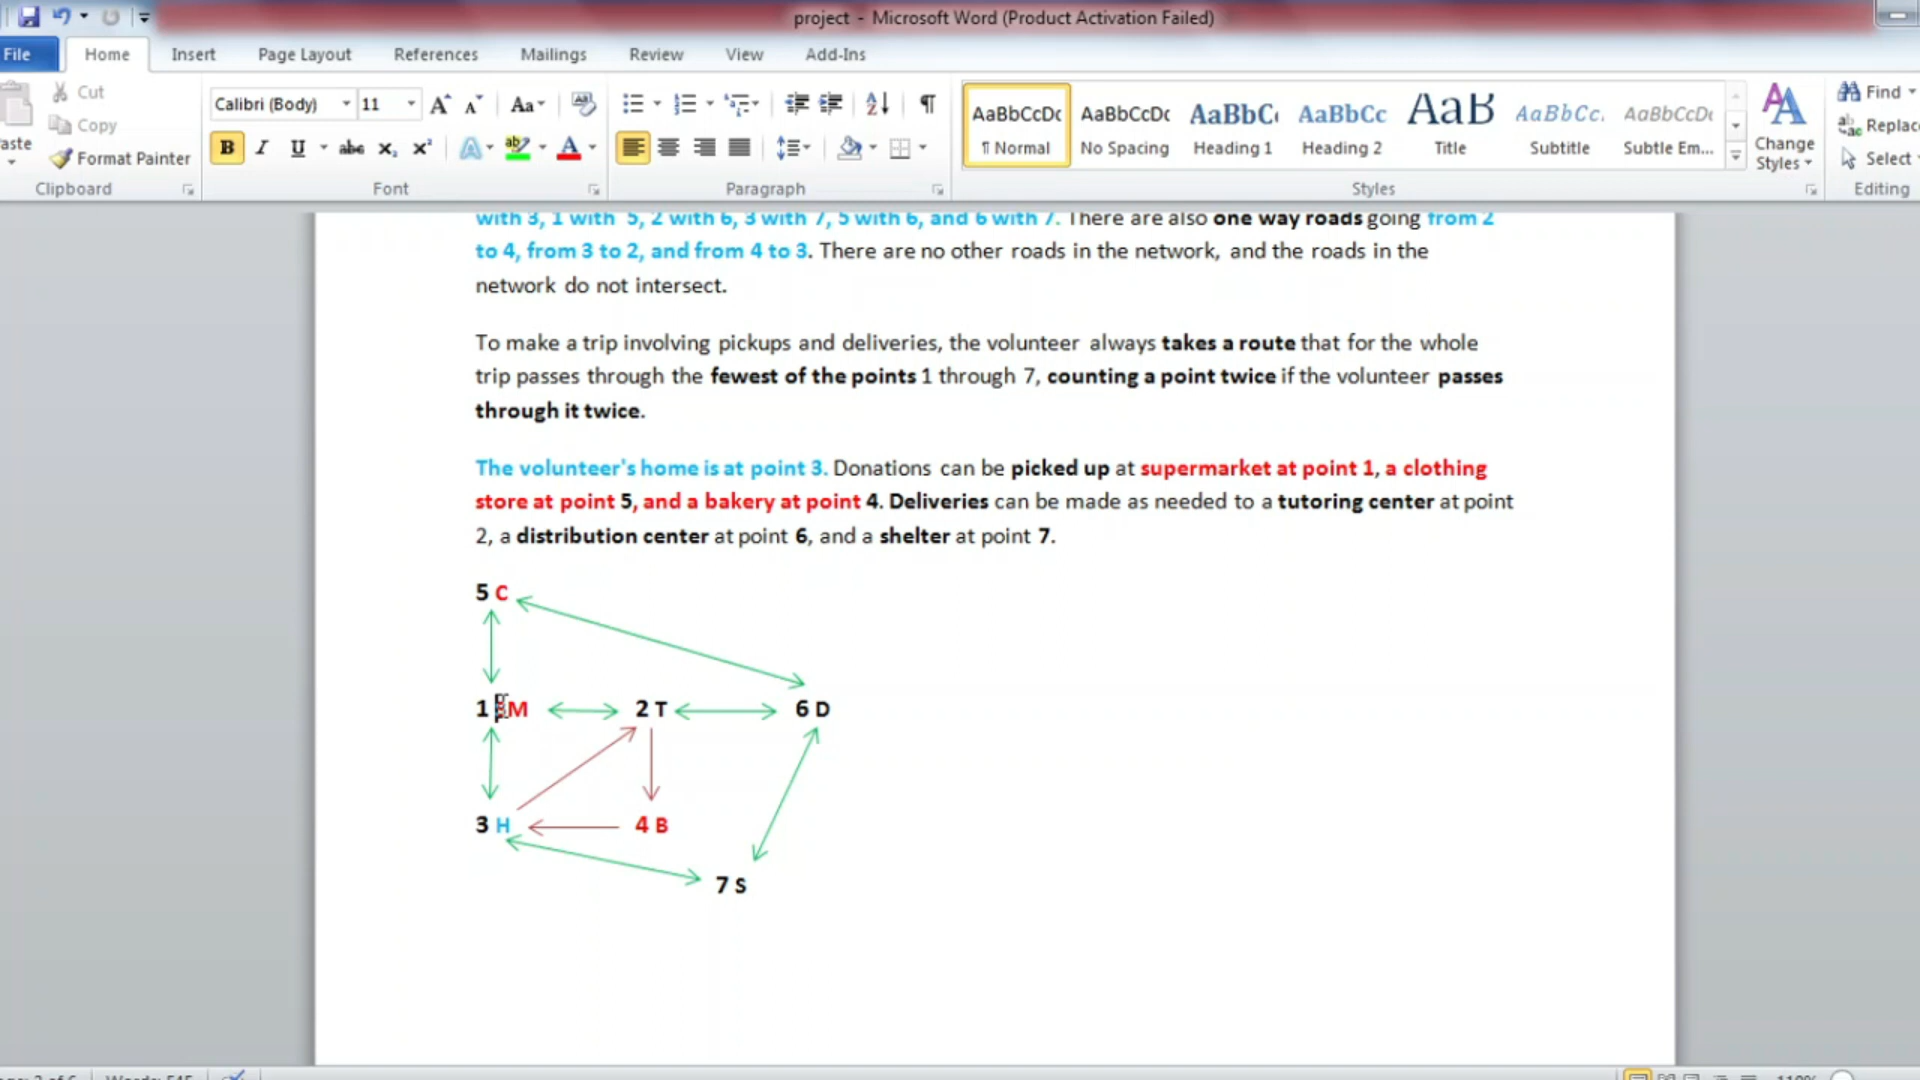 project - Microsoft Word (Product Activation Failed)
File Home Insert Page Layout References Mailings Review View Add-Ins
Cut
Copy
Format Painter
Clipboard
Calibri (Body) 11
Font
Paragraph
AaBbCcDc AaBbCcDc AaBbC AaBbCc AaB AaBbCc. AaBbCcDc
¶ Normal No Spacing Heading 1 Heading 2 Title Subtitle Subtle Em...
Styles
Change Styles
Find
Replac
Select
Editing
with 3, 1 with 5, 2 with 6, 3 with 7, 5 with 6, and 6 with 7. There are also one way roads going from 2
to 4, from 3 to 2, and from 4 to 3. There are no other roads in the network, and the roads in the
network do not intersect.
To make a trip involving pickups and deliveries, the volunteer always takes a route that for the whole
trip passes through the fewest of the points 1 through 7, counting a point twice if the volunteer passes
through it twice.
The volunteer's home is at point 3. Donations can be picked up at supermarket at point 1, a clothing
store at point 5, and a bakery at point 4. Deliveries can be made as needed to a tutoring center at point
2, a distribution center at point 6, and a shelter at point 7.
5 C
1 M 2 T 6 D
3 H 4 B
7 S